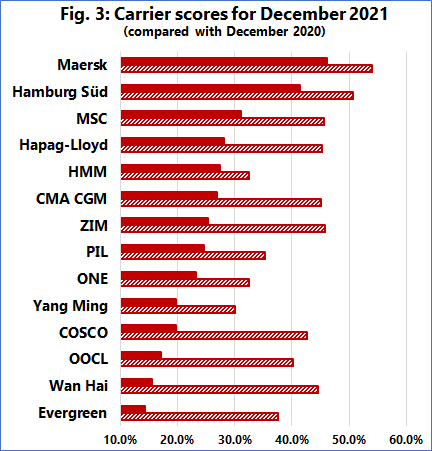 Fig. 3: Carrier scores for December 2021
(compared with December 2020)
Maersk
Hamburg Süd
MSC
Hapag-Lloyd
HMM
CMA CGM
ZIM
PIL
ONE
Yang Ming
COSCO
OOCL
Wan Hai
Evergreen
10.0% 20.0% 30.0% 40.0% 50.0% 60.0%